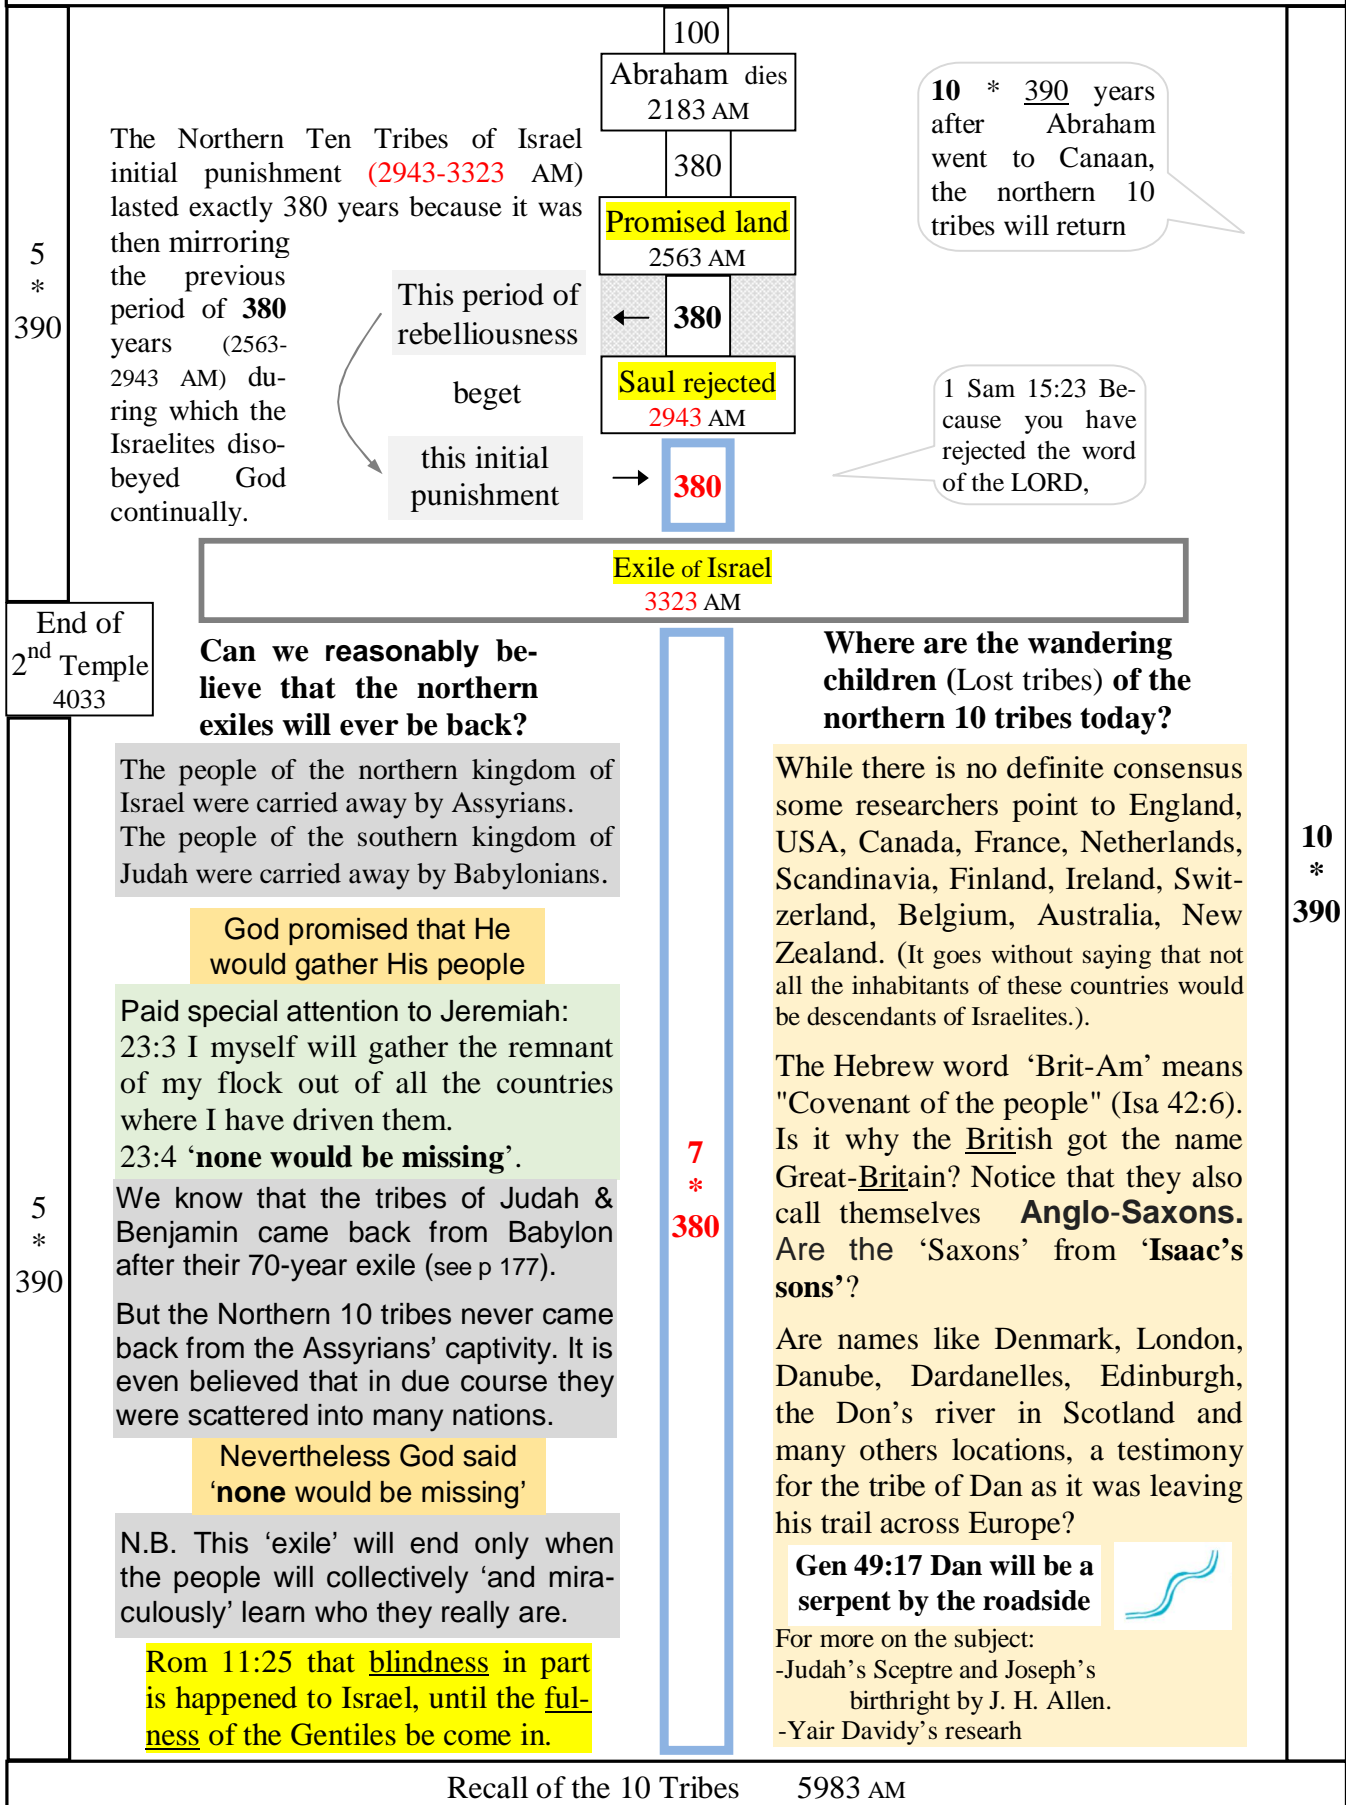 100
Abraham dies
2183 AM
380
Promised land
2563 AM
380
Saul rejected
2943 AM
380
10 * 390 years
after Abraham
went to Canaan,
the northern 10
tribes will return
The Northern Ten Tribes of Israel
initial punishment (2943-3323 AM)
lasted exactly 380 years because it was
then mirroring
the previous
period of 380
years (2563-
2943 AM) du-
ring which the
Israelites diso-
beyed God
continually.
This period of
rebelliousness
beget
this initial
punishment
1 Sam 15:23 Be-
cause you have
rejected the word
of the LORD,
5
*
390
Exile of Israel
3323 AM
End of
2nd Temple
4033
Can we reasonably be-
lieve that the northern
exiles will ever be back?
The people of the northern kingdom of
Israel were carried away by Assyrians.
The people of the southern kingdom of
Judah were carried away by Babylonians.
God promised that He
would gather His people
Paid special attention to Jeremiah:
23:3 I myself will gather the remnant
of my flock out of all the countries
where I have driven them.
23:4 ‘none would be missing’.
We know that the tribes of Judah &
Benjamin came back from Babylon
after their 70-year exile (see p 177).
But the Northern 10 tribes never came
back from the Assyrians’ captivity. It is
even believed that in due course they
were scattered into many nations.
Nevertheless God said
‘none would be missing’
N.B. This ‘exile’ will end only when
the people will collectively ‘and mira-
culously’ learn who they really are.
Rom 11:25 that blindness in part
is happened to Israel, until the ful-
ness of the Gentiles be come in.
5
*
390
7
*
380
Where are the wandering
children (Lost tribes) of the
northern 10 tribes today?
While there is no definite consensus
some researchers point to England,
USA, Canada, France, Netherlands,
Scandinavia, Finland, Ireland, Swit-
zerland, Belgium, Australia, New
Zealand. (It goes without saying that not
all the inhabitants of these countries would
be descendants of Israelites.).
The Hebrew word ‘Brit-Am’ means
"Covenant of the people" (Isa 42:6).
Is it why the British got the name
Great-Britain? Notice that they also
call themselves Anglo-Saxons.
Are the ‘Saxons’ from ‘Isaac’s
sons’?
Are names like Denmark, London,
Danube, Dardanelles, Edinburgh,
the Don’s river in Scotland and
many others locations, a testimony
for the tribe of Dan as it was leaving
his trail across Europe?
Gen 49:17 Dan will be a
serpent by the roadside
For more on the subject:
-Judah’s Sceptre and Joseph’s
birthright by J. H. Allen.
-Yair Davidy’s researh
10
*
390
Recall of the 10 Tribes 5983 AM